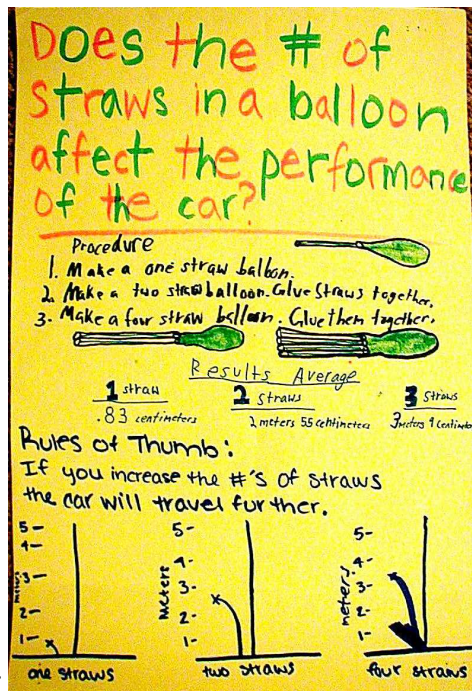 Does the # of
straws in a balloon
affect the performance
of the car?
Procedure
1. Make a one straw balloon.
2. Make a two straw balloon. Glue Straws together.
3. Make a four straw balloon. Glue them together.
Results Average
1 straw
.83 centimeters
2 straws
2 meters 55 centimeters
3 straws
3 meters 9 centimete
Rules of Thumb:
If you increase the #'s of straws
the car will travel further.
5-
4-
3-
2-
1-
meters
one straws
5-
4-
3-
2-
1-
Meters
two straws
5-
4-
3-
2-
1-
meters
four straws